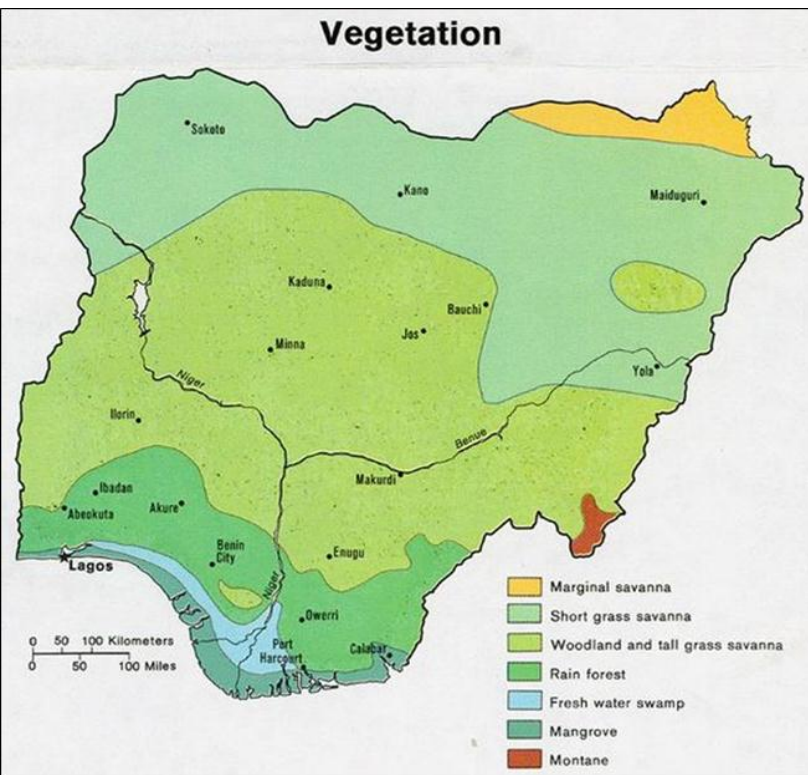 Vegetation
Sokoto
Kano
Maiduguri
Kaduna
Bauchi
Jos
Minna
Yola
Niger
Ilorin
Benue
Makurdi
Ibadan
Abeokuta
Akure
Benin
City
Enugu
Lagos
Niger
Owerri
Port
Harcourt
Calabar
0 50 100 Kilometers
0 50 100 Miles
Marginal savanna
Short grass savanna
Woodland and tall grass savanna
Rain forest
Fresh water swamp
Mangrove
Montane